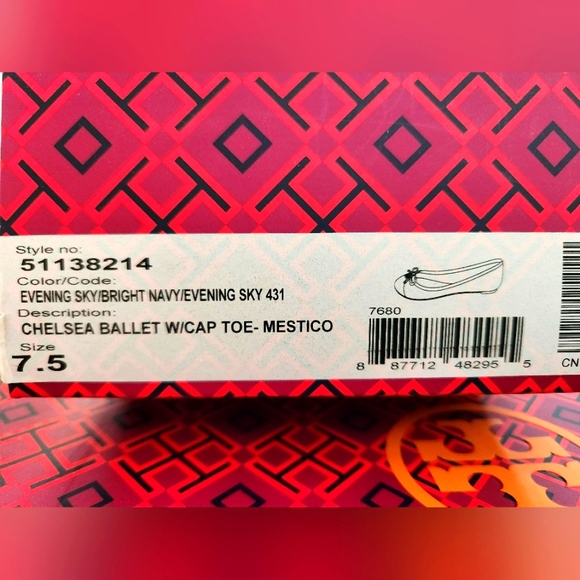 Style no:
51138214
Color/Code:
EVENING SKY/BRIGHT NAVY/EVENING SKY 431
Description:
CHELSEA BALLET W/CAP TOE- MESTICO
Size
7.5
7680
8 87712 48295 5
CN